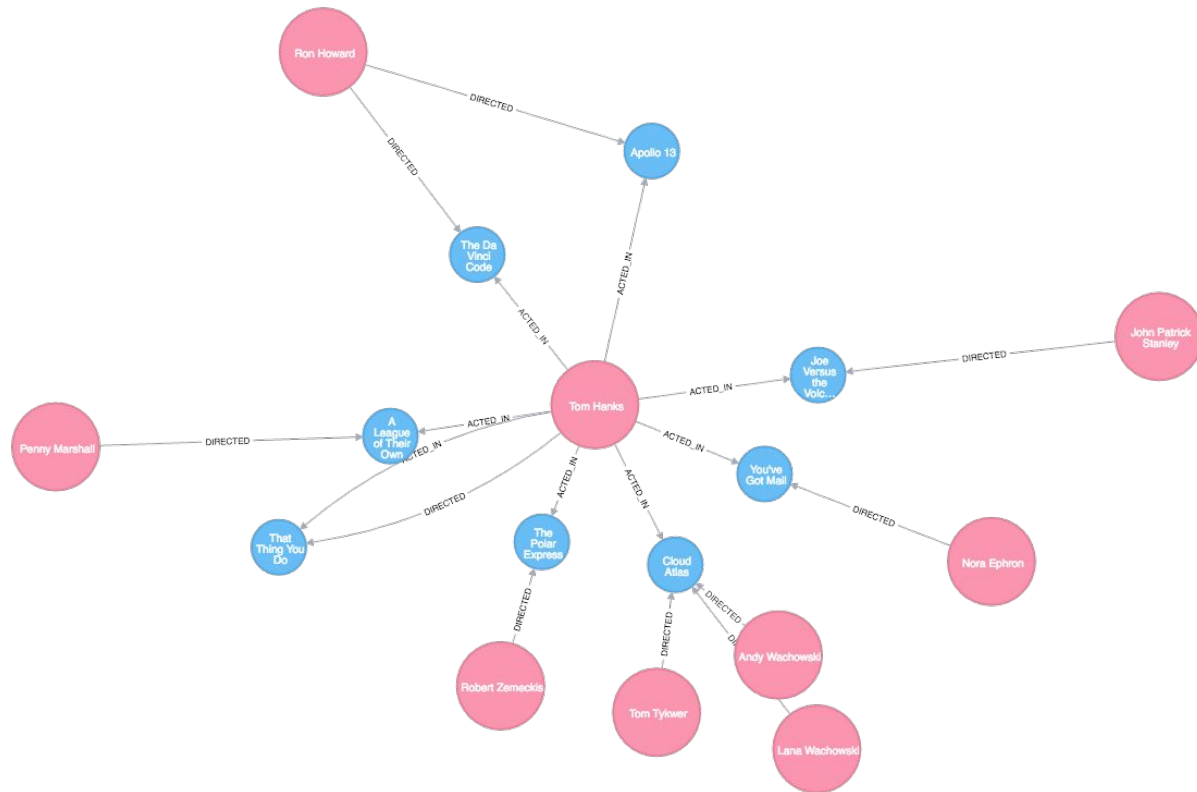 Ron Howard
DIRECTED
Apollo 13
DIRECTED
The Da
Vinci
Code
ACTED_IN
ACTED_IN
John Patrick
Stanley
DIRECTED
Joe
Versus
the
Volc...
ACTED_IN
Tom Hanks
A
League
of Their
Own
ACTED_IN
DIRECTED
Penny Marshall
ACTED_IN
ACTED_IN
You've
Got Mail
DIRECTED
Nora Ephron
DIRECTED
That
Thing You
Do
ACTED_IN
The
Polar
Express
ACTED_IN
Cloud
Atlas
DIRECTED
Robert Zemeckis
DIRECTED
Tom Tykwer
DIRECTED
Andy Wachowski
DI
Lana Wachowski